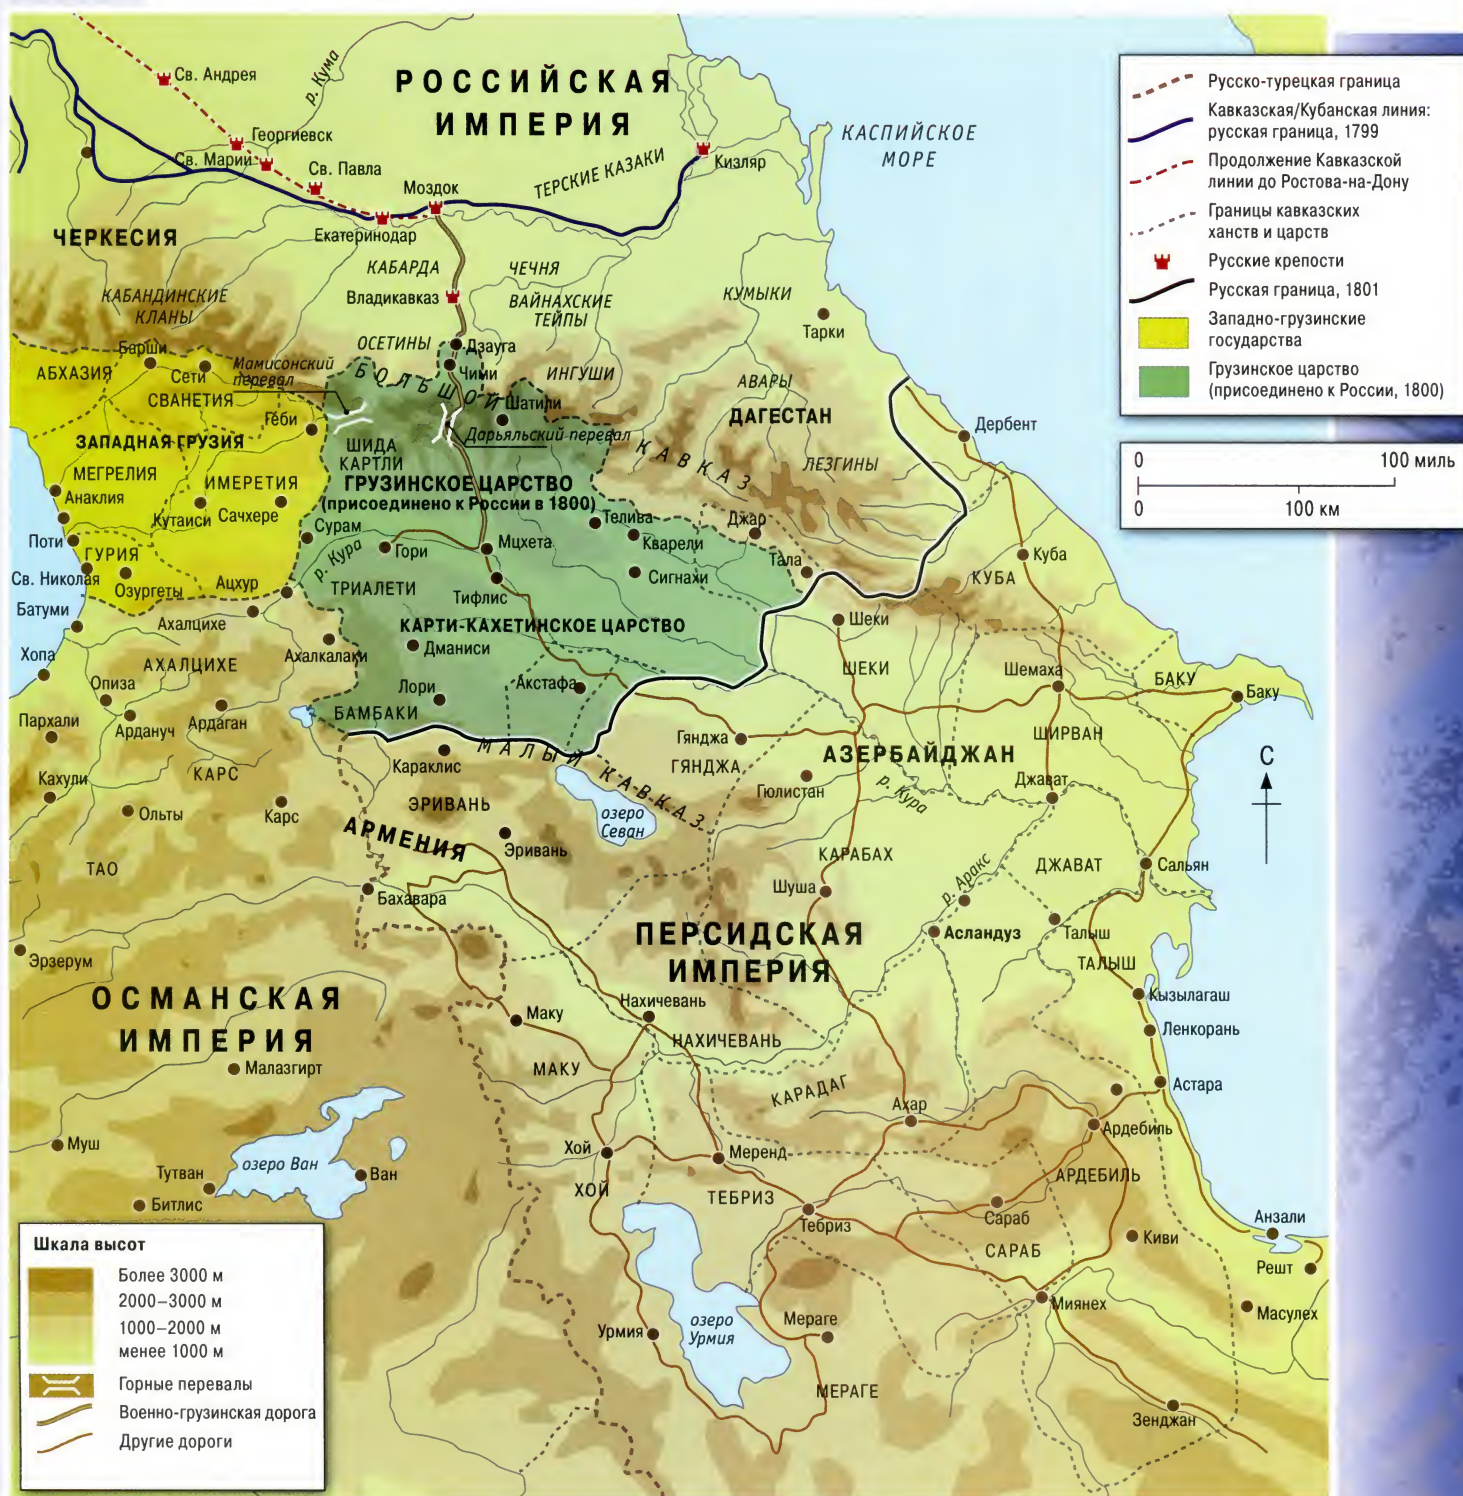 РОССИЙСКАЯ
ИМПЕРИЯ
КАСПИЙСКОЕ
МОРЕ
Св. Андрея
р. Кума
Георгиевск
Св. Марии
Св. Павла
Моздок
ТЕРСКИЕ КАЗАКИ
Кизляр
Екатеринодар
ЧЕРКЕСИЯ
КАБАРДА
ЧЕЧНЯ
КАБАНДИНСКИЕ
КЛАНЫ
Владикавказ
ВАЙНАХСКИЕ
ТЕЙПЫ
КУМЫКИ
Тарки
ОСЕТИНЫ
Дзауга
Чими
ИНГУШИ
АВАРЫ
ДАГЕСТАН
ЛЕЗГИНЫ
Дербент
Барши
АБХАЗИЯ
Сети
СВАНЕТИЯ
Мамисонский
перевал
БОЛЬШОЙ
КАВКАЗ
Шатили
Геби
Дарьяльский перевал
ЗАПАДНАЯ ГРУЗИЯ
ШИДА
КАРТЛИ
МЕГРЕЛИЯ
ИМЕРЕТИЯ
Анаклия
Кутаиси
Сачхере
ГРУЗИНСКОЕ ЦАРСТВО
(присоединено к России в 1800)
Телива
Джар
Сурам
Поти
ГУРИЯ
р. Кура
Гори
Мцхета
Кварели
Тала
Куба
КУБА
Св. Николая
Озургеты
Ацхур
ТРИАЛЕТИ
Тифлис
Сигнахи
Батуми
Ахалцихе
КАРТИ-КАХЕТИНСКОЕ ЦАРСТВО
Шеки
Хопа
АХАЛЦИХЕ
Ахалкалаки
Дманиси
ШЕКИ
Шемаха
БАКУ
Баку
Опиза
Лори
Акстафа
Пархали
Ардануч
Ардаган
БАМБАКИ
Гянджа
ГЯНДЖА
АЗЕРБАЙДЖАН
ШИРВАН
МАЛЫЙ КАВКАЗ
Караклис
Кахули
КАРС
Гюлистан
Джават
р. Кура
Ольты
Карс
ЭРИВАНЬ
озеро
Севан
АРМЕНИЯ
Эривань
КАРАБАХ
ДЖАВАТ
Сальян
ТАО
Бахавара
Шуша
р. Аракс
ПЕРСИДСКАЯ
ИМПЕРИЯ
Асландуз
Талыш
ТАЛЫШ
Эрзерум
ОСМАНСКАЯ
ИМПЕРИЯ
Кызылагаш
Нахичевань
Маку
Ленкорань
НАХИЧЕВАНЬ
Малазгирт
МАКУ
КАРАДАГ
Астара
Ахар
Ардебиль
Муш
Хой
Меренд
АРДЕБИЛЬ
Тутван
озеро Ван
Ван
ХОЙ
ТЕБРИЗ
Тебриз
Сараб
САРАБ
Битлис
Киви
Анзали
Решт
Миянех
Масулех
Урмия
озеро
Урмия
Мераге
МЕРАГЕ
Зенджан
Русско-турецкая граница
Кавказская/Кубанская линия:
русская граница, 1799
Продолжение Кавказской
линии до Ростова-на-Дону
Границы кавказских
ханств и царств
Русские крепости
Русская граница, 1801
Западно-грузинские
государства
Грузинское царство
(присоединено к России, 1800)
0 100 миль
0 100 км
С
Шкала высот
Более 3000 м
2000–3000 м
1000–2000 м
менее 1000 м
Горные перевалы
Военно-грузинская дорога
Другие дороги